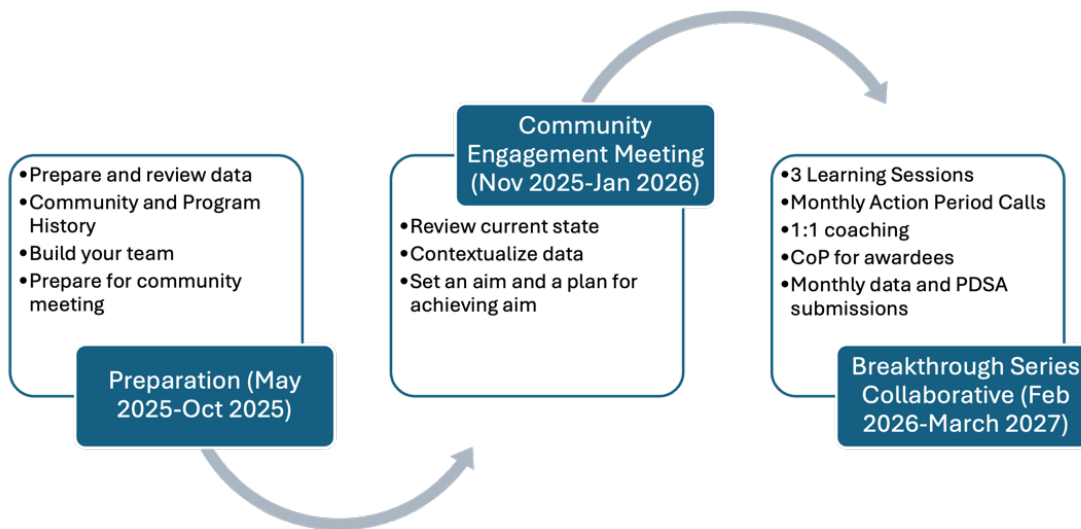 •Prepare and review data
•Community and Program
History
•Build your team
•Prepare for community
meeting
Preparation (May
2025-Oct 2025)
Community
Engagement Meeting
(Nov 2025-Jan 2026)
•Review current state
•Contextualize data
•Set an aim and a plan for
achieving aim
•3 Learning Sessions
•Monthly Action Period Calls
•1:1 coaching
•CoP for awardees
•Monthly data and PDSA
submissions
Breakthrough Series
Collaborative (Feb
2026-March 2027)